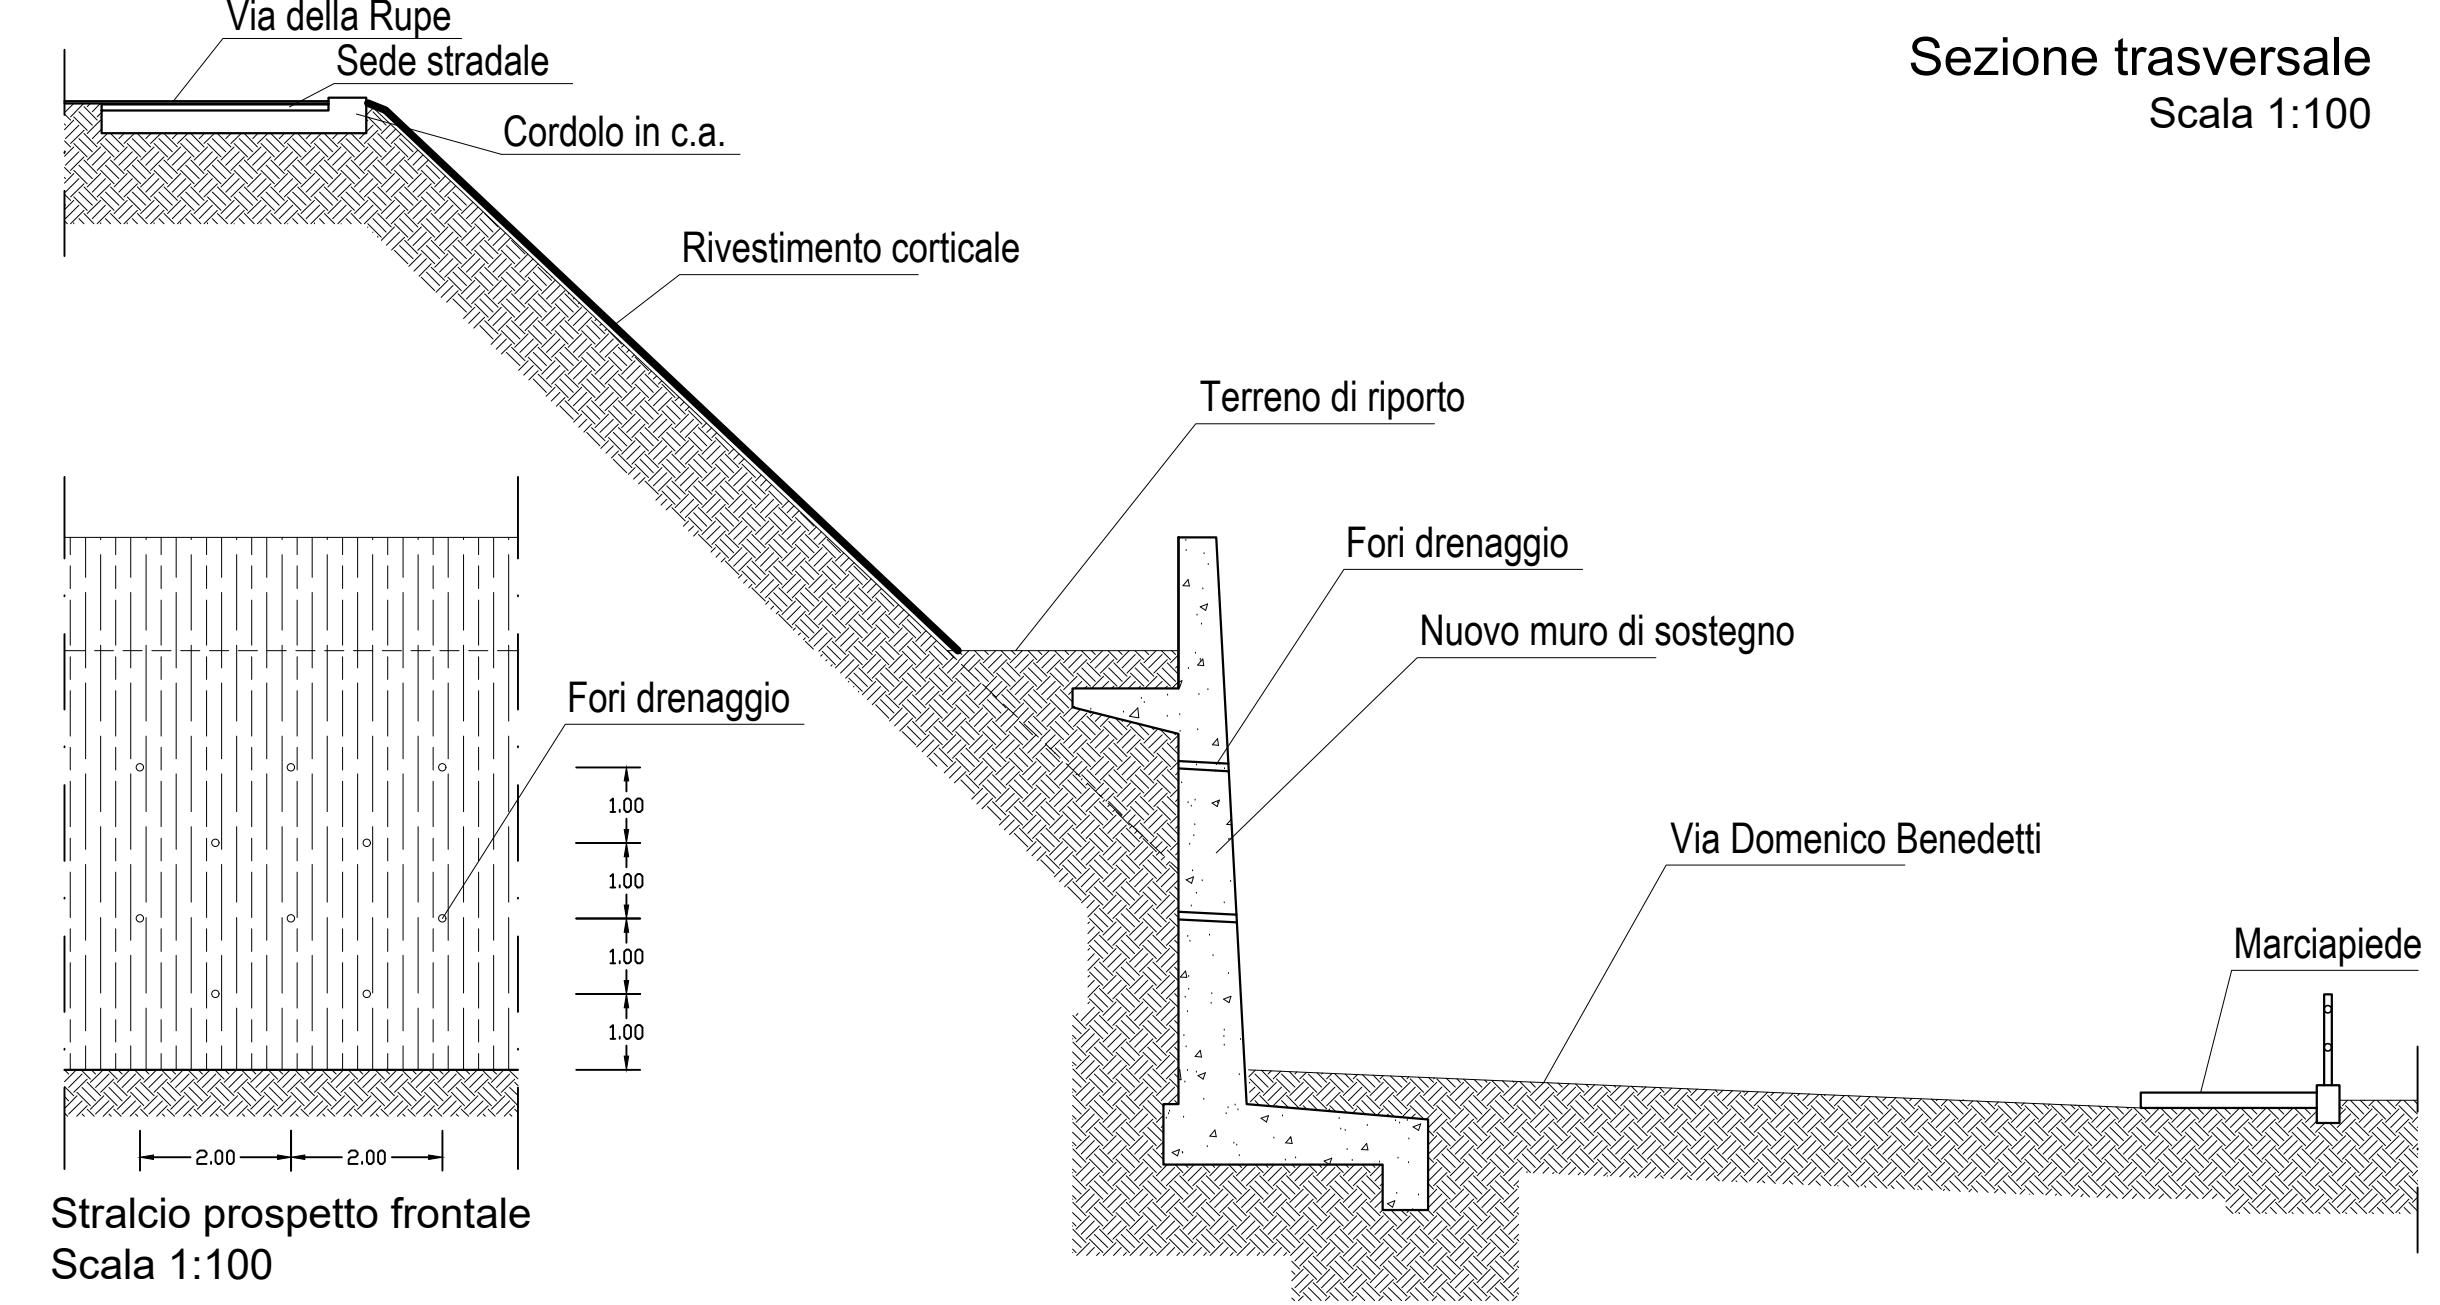 Via della Rupe
Sede stradale
Cordolo in c.a.
Sezione trasversale
Scala 1:100
Rivestimento corticale
Terreno di riporto
Fori drenaggio
Nuovo muro di sostegno
Fori drenaggio
1.00
1.00
1.00
1.00
Via Domenico Benedetti
Marciapiede
2.00 2.00
Stralcio prospetto frontale
Scala 1:100